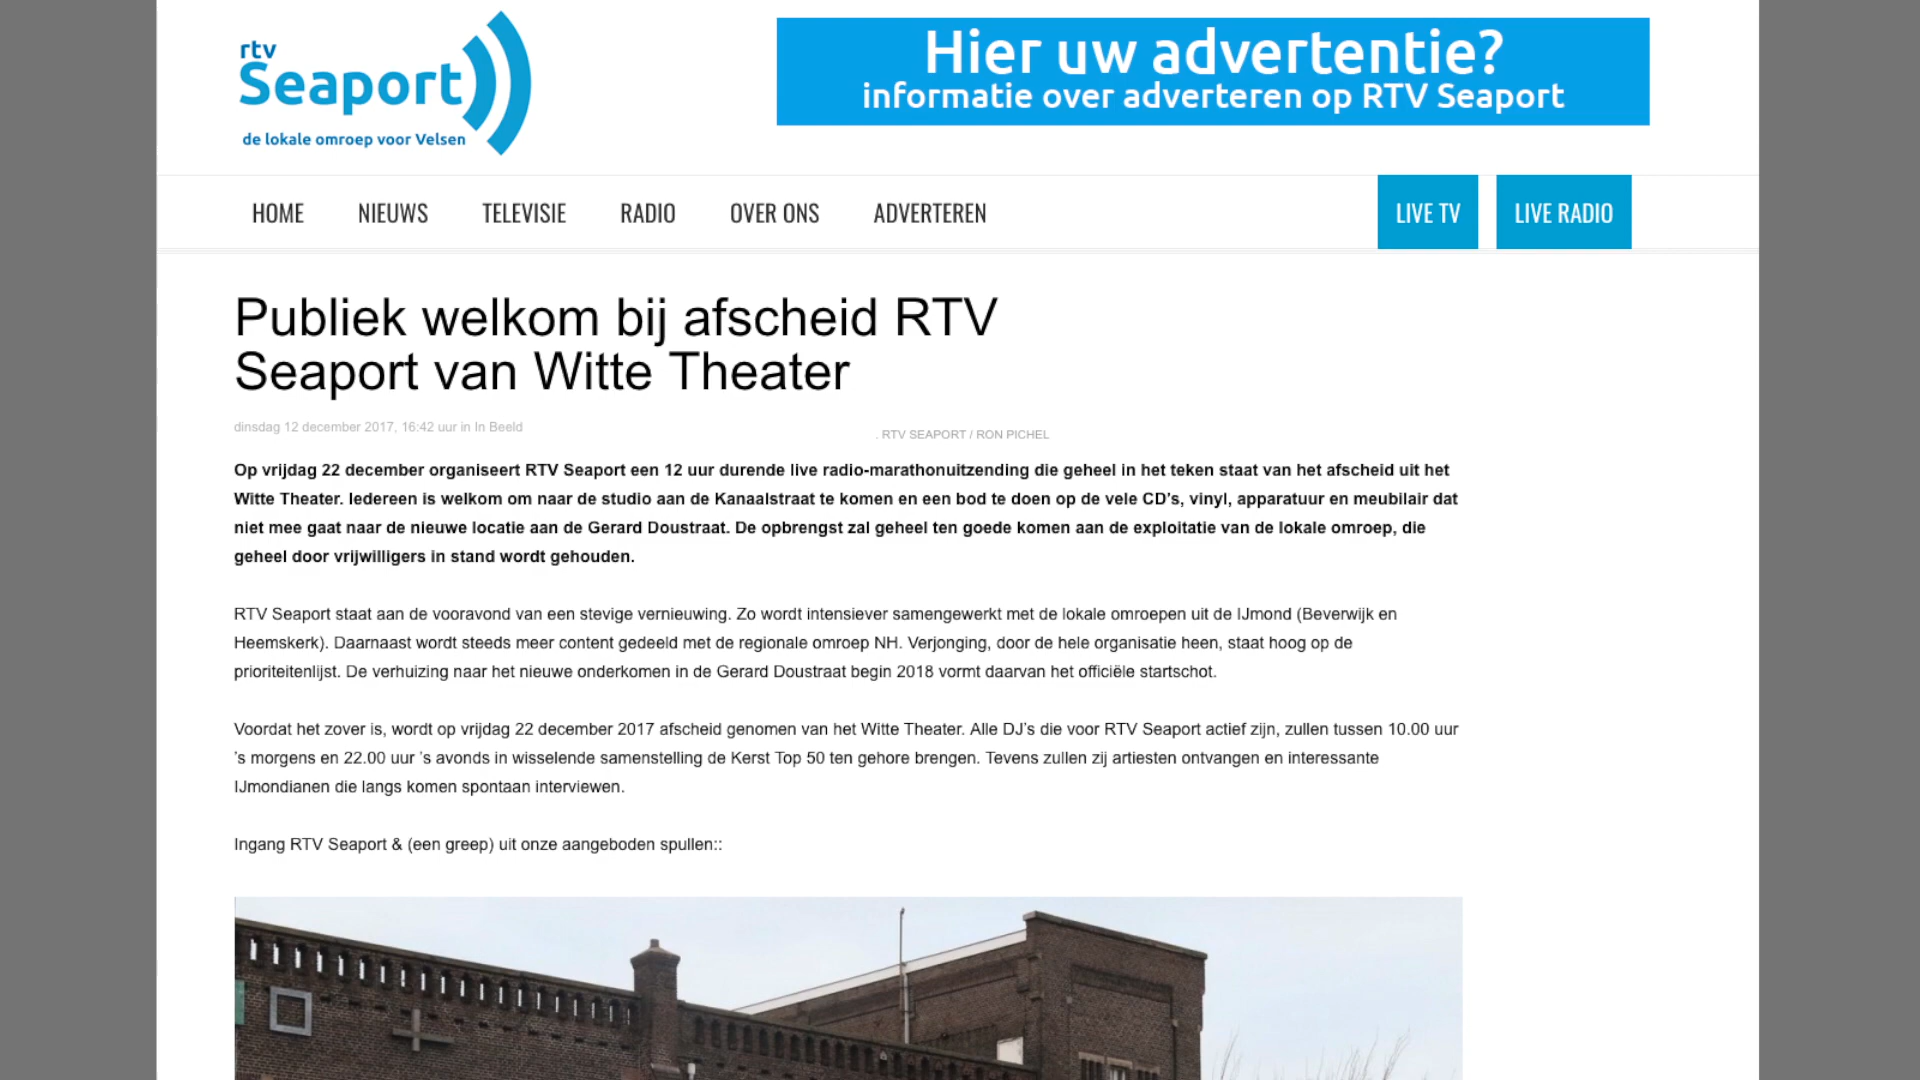 rtv
Seaport
de lokale omroep voor Velsen
Hier uw advertentie?
informatie over adverteren op RTV Seaport
HOME NIEUWS TELEVISIE RADIO OVER ONS ADVERTEREN LIVE TV LIVE RADIO
Publiek welkom bij afscheid RTV
Seaport van Witte Theater
dinsdag 12 december 2017, 16:42 uur in In Beeld
. RTV SEAPORT / RON PICHEL
Op vrijdag 22 december organiseert RTV Seaport een 12 uur durende live radio-marathonuitzending die geheel in het teken staat van het afscheid uit het
Witte Theater. Iedereen is welkom om naar de studio aan de Kanaalstraat te komen en een bod te doen op de vele CD’s, vinyl, apparatuur en meubilair dat
niet mee gaat naar de nieuwe locatie aan de Gerard Doustraat. De opbrengst zal geheel ten goede komen aan de exploitatie van de lokale omroep, die
geheel door vrijwilligers in stand wordt gehouden.
RTV Seaport staat aan de vooravond van een stevige vernieuwing. Zo wordt intensiever samengewerkt met de lokale omroepen uit de IJmond (Beverwijk en
Heemskerk). Daarnaast wordt steeds meer content gedeeld met de regionale omroep NH. Verjonging, door de hele organisatie heen, staat hoog op de
prioriteitenlijst. De verhuizing naar het nieuwe onderkomen in de Gerard Doustraat begin 2018 vormt daarvan het officiële startschot.
Voordat het zover is, wordt op vrijdag 22 december 2017 afscheid genomen van het Witte Theater. Alle DJ’s die voor RTV Seaport actief zijn, zullen tussen 10.00 uur
’s morgens en 22.00 uur ’s avonds in wisselende samenstelling de Kerst Top 50 ten gehore brengen. Tevens zullen zij artiesten ontvangen en interessante
IJmondianen die langs komen spontaan interviewen.
Ingang RTV Seaport & (een greep) uit onze aangeboden spullen::